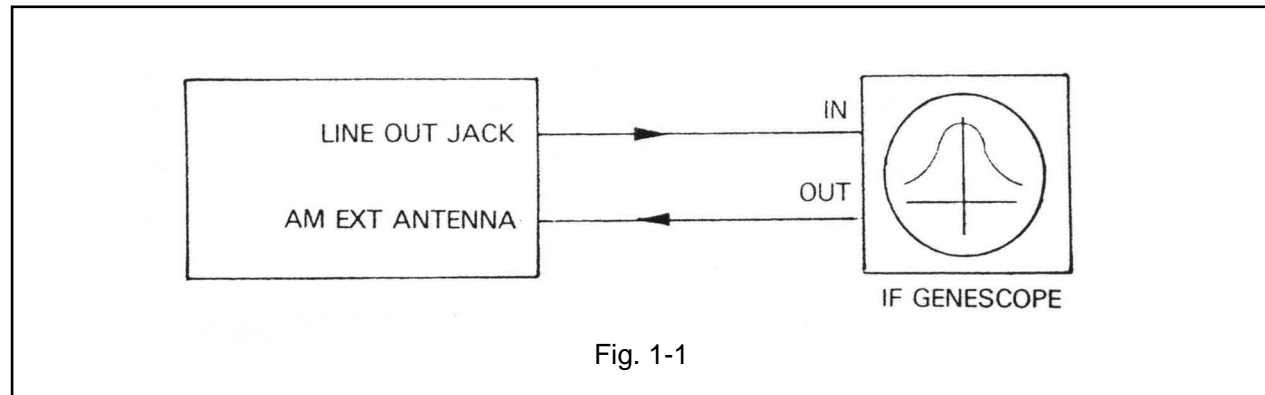 LINE OUT JACK
IN
AM EXT ANTENNA
OUT
IF GENESCOPE
Fig. 1-1